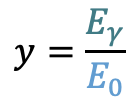 y = E_γ / E_0